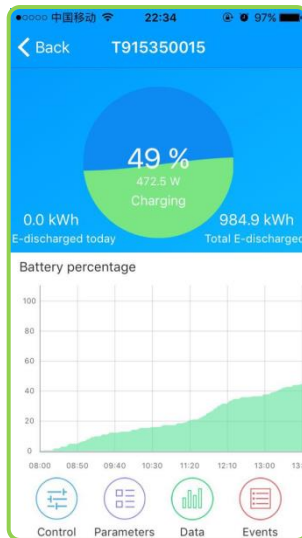 中国移动 22:34 97%
Back T915350015
49 %
472.5 W
Charging
0.0 kWh 984.9 kWh
E-discharged today Total E-discharged
Battery percentage
100
80
60
40
20
0
08:00 08:50 09:40 10:30 11:20 12:10 13:00
Control Parameters Data Events